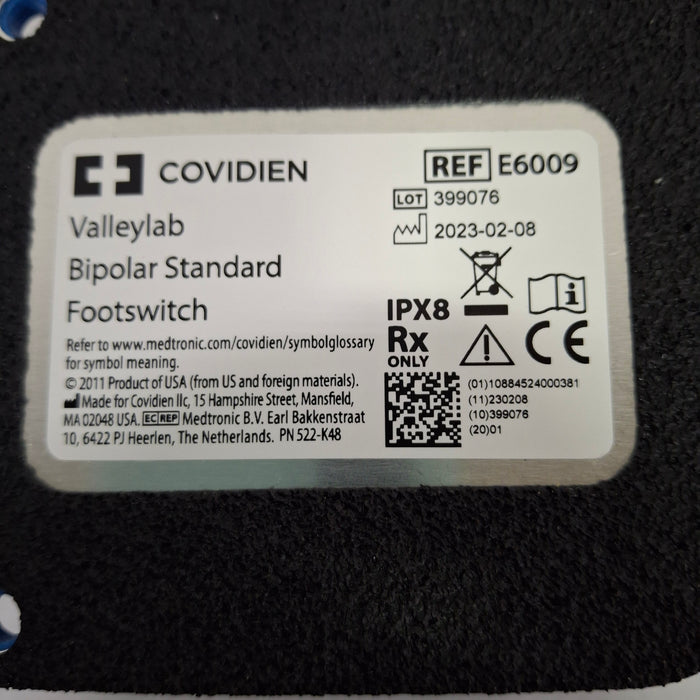 COVIDIEN
Valleylab
Bipolar Standard
Footswitch
Refer to www.medtronic.com/covidien/symbolglossary
for symbol meaning.
© 2011 Product of USA (from US and foreign materials).
Made for Covidien llc, 15 Hampshire Street, Mansfield,
MA 02048 USA. EC REP Medtronic B.V. Earl Bakkenstraat
10, 6422 PJ Heerlen, The Netherlands. PN 522-K48
REF E6009
LOT 399076
2023-02-08
IPX8
Rx
ONLY
CE
(01)10884524000381
(11)230208
(10)399076
(20)01